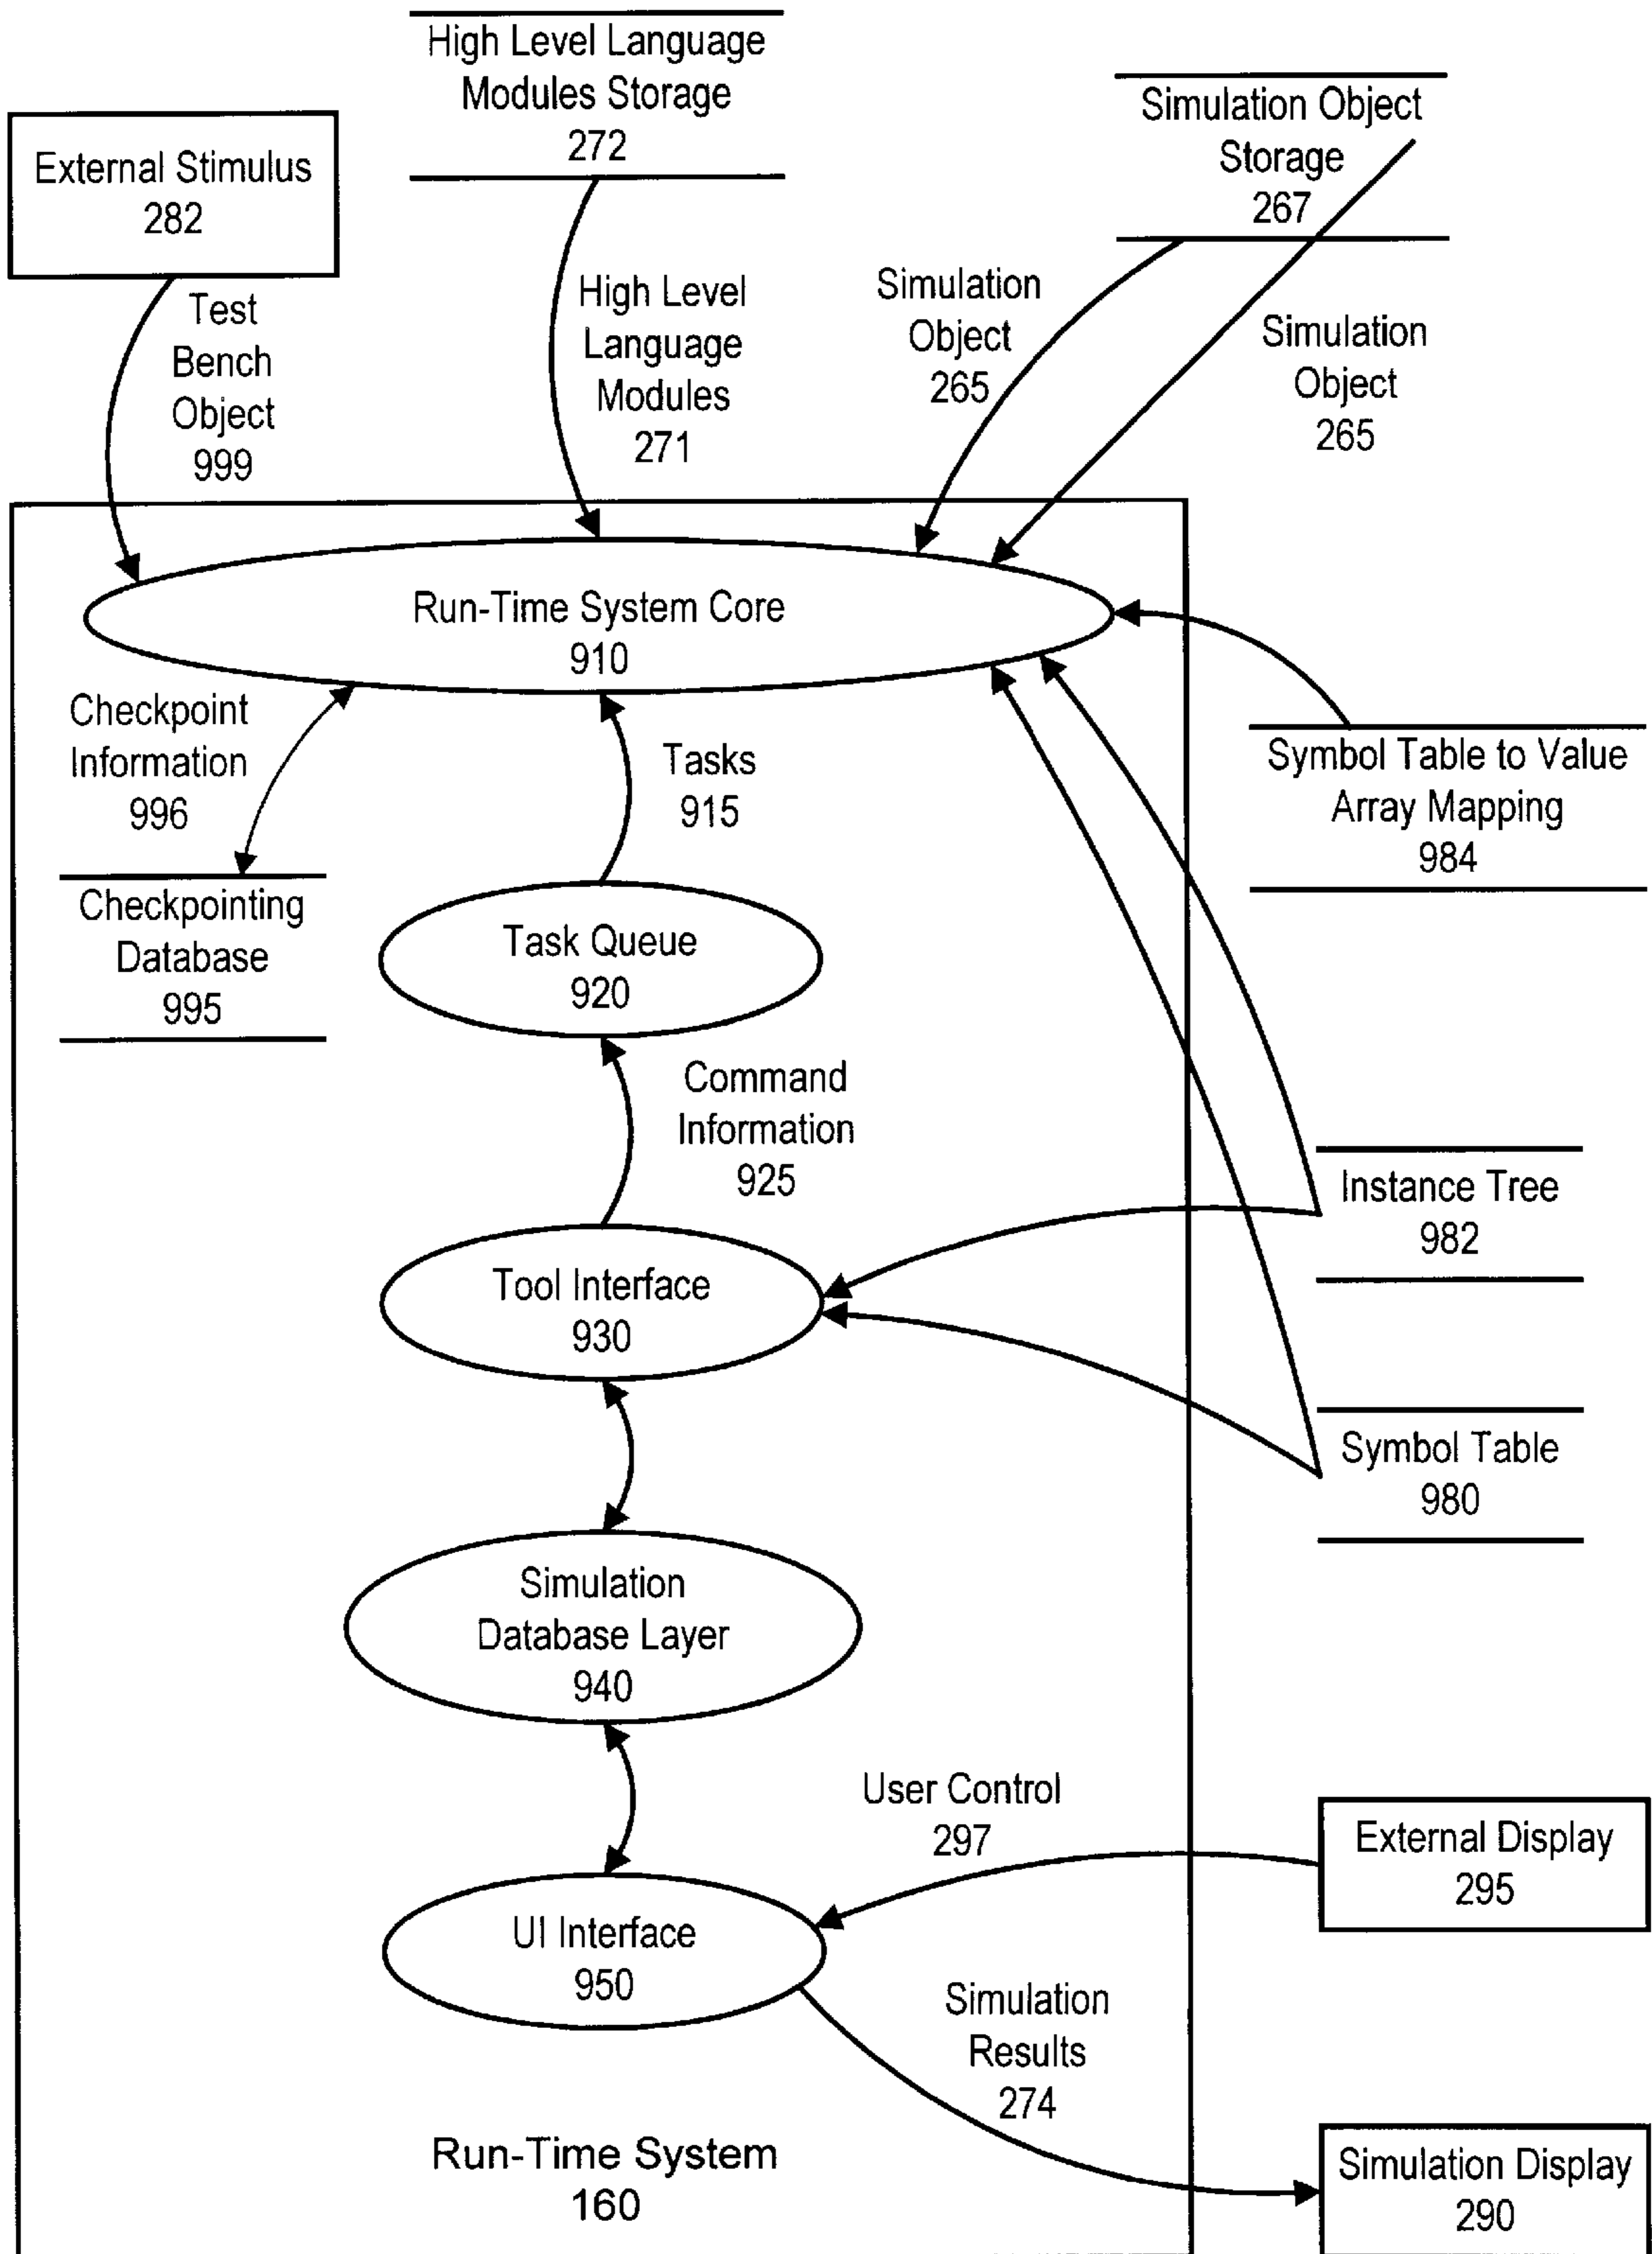 High Level Language
Modules Storage
272
Simulation Object
Storage
267
External Stimulus
282
Test
Bench
Object
999
High Level
Language
Modules
271
Simulation
Object
265
Simulation
Object
265
Run-Time System Core
910
Checkpoint
Information
996
Tasks
915
Symbol Table to Value
Array Mapping
984
Checkpointing
Database
995
Task Queue
920
Command
Information
925
Instance Tree
982
Tool Interface
930
Symbol Table
980
Simulation
Database Layer
940
User Control
297
External Display
295
UI Interface
950
Simulation
Results
274
Run-Time System
160
Simulation Display
290